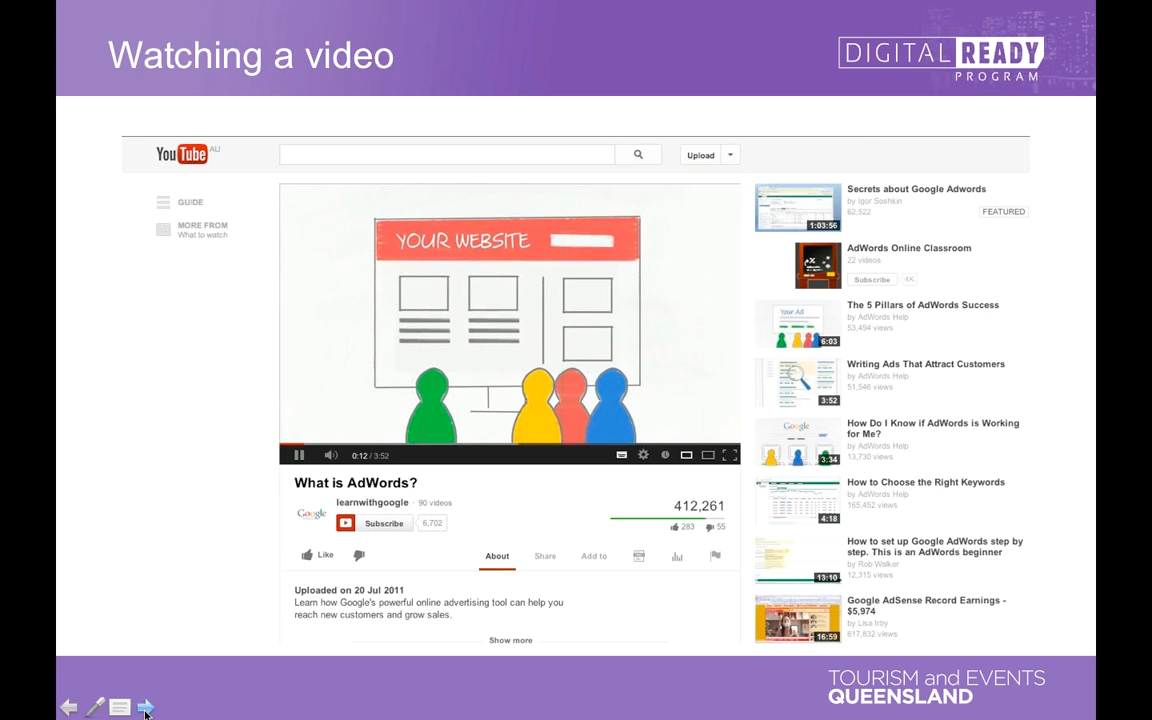 Watching a video
DIGITAL READY
PROGRAM
YouTube AU
Upload
GUIDE
MORE FROM
What to watch
YOUR WEBSITE
0:12 / 3:52
What is AdWords?
learnwithgoogle · 90 videos
Google
Subscribe 6,702
412,261
283 55
Like
About Share Add to
Uploaded on 20 Jul 2011
Learn how Google's powerful online advertising tool can help you
reach new customers and grow sales.
Show more
Secrets about Google Adwords
by Igor Soshkin
62,522
FEATURED
1:03:56
AdWords Online Classroom
22 videos
Subscribe 4K
The 5 Pillars of AdWords Success
by AdWords Help
53,494 views
Your Ad
6:03
Writing Ads That Attract Customers
by AdWords Help
51,546 views
3:52
How Do I Know if AdWords is Working
for Me?
by AdWords Help
13,730 views
Google
3:34
How to Choose the Right Keywords
by AdWords Help
165,452 views
4:18
How to set up Google AdWords step by
step. This is an AdWords beginner
by Rob Walker
12,315 views
13:10
Google AdSense Record Earnings -
$5,974
by Lisa Irby
617,832 views
16:59
TOURISM and EVENTS
QUEENSLAND